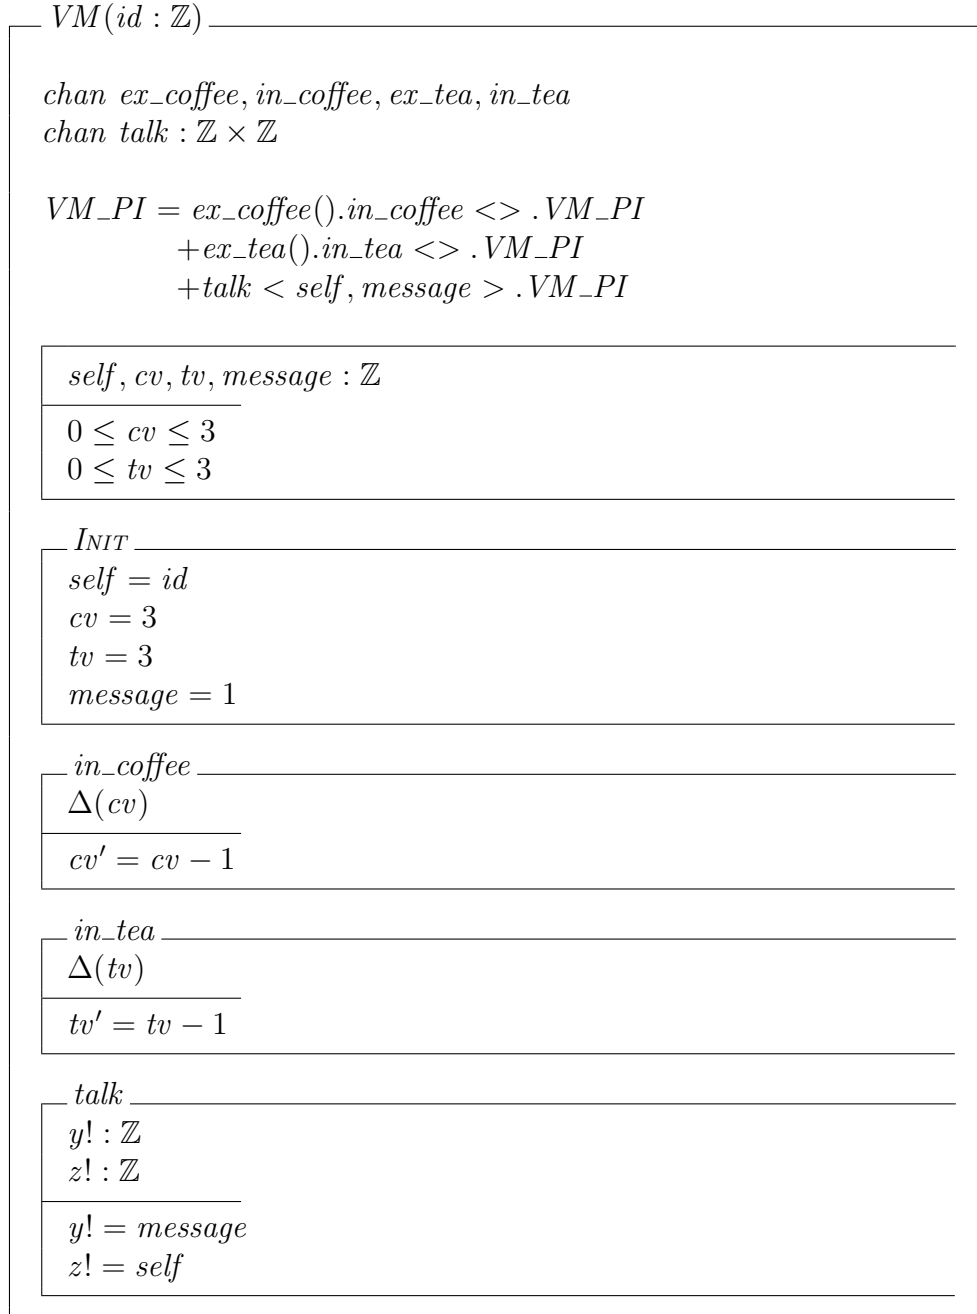 VM(id : ℤ)
chan ex_coffee, in_coffee, ex_tea, in_tea
chan talk : ℤ × ℤ
VM_PI = ex_coffee().in_coffee <> .VM_PI
+ex_tea().in_tea <> .VM_PI
+talk < self, message > .VM_PI
self, cv, tv, message : ℤ
0 ≤ cv ≤ 3
0 ≤ tv ≤ 3
INIT
self = id
cv = 3
tv = 3
message = 1
in_coffee
Δ(cv)
cv′ = cv − 1
in_tea
Δ(tv)
tv′ = tv − 1
talk
y! : ℤ
z! : ℤ
y! = message
z! = self